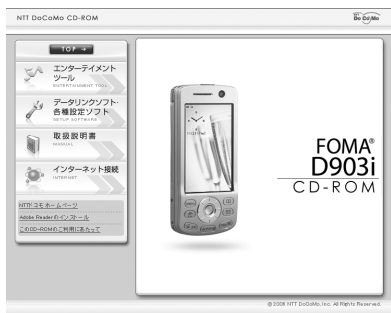 NTT DoCoMo CD-ROM
NTT
DoCoMo
TOP →
エンターテイメント
ツール
ENTERTAINMENT TOOL
データリンクソフト・
各種設定ソフト
SETUP SOFTWARE
取扱説明書
MANUAL
インターネット接続
INTERNET
NTTドコモホームページ
Adobe Readerのインストール
このCD-ROMのご利用にあたって
FOMA®
D903i
CD-ROM
© 2006 NTT DoCoMo, Inc. All Rights Reserved.